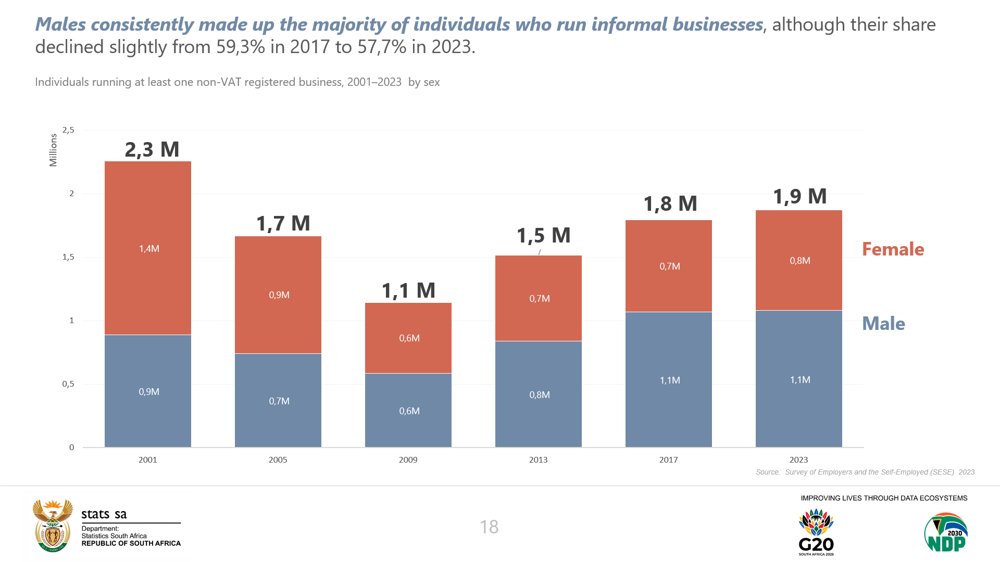 Males consistently made up the majority of individuals who run informal businesses, although their share
declined slightly from 59,3% in 2017 to 57,7% in 2023.
Individuals running at least one non-VAT registered business, 2001–2023 by sex
Millions
2,5
2
1,5
1
0,5
0
2,3 M
1,4M
0,9M
1,7 M
0,9M
0,7M
1,1 M
0,6M
0,6M
1,5 M
0,7M
0,8M
1,8 M
0,7M
1,1M
1,9 M
0,8M
1,1M
Female
Male
2001
2005
2009
2013
2017
2023
Source: Survey of Employers and the Self-Employed (SESE) 2023
stats sa
Department:
Statistics South Africa
REPUBLIC OF SOUTH AFRICA
18
IMPROVING LIVES THROUGH DATA ECOSYSTEMS
G20
SOUTH AFRICA 2025
2030
NDP